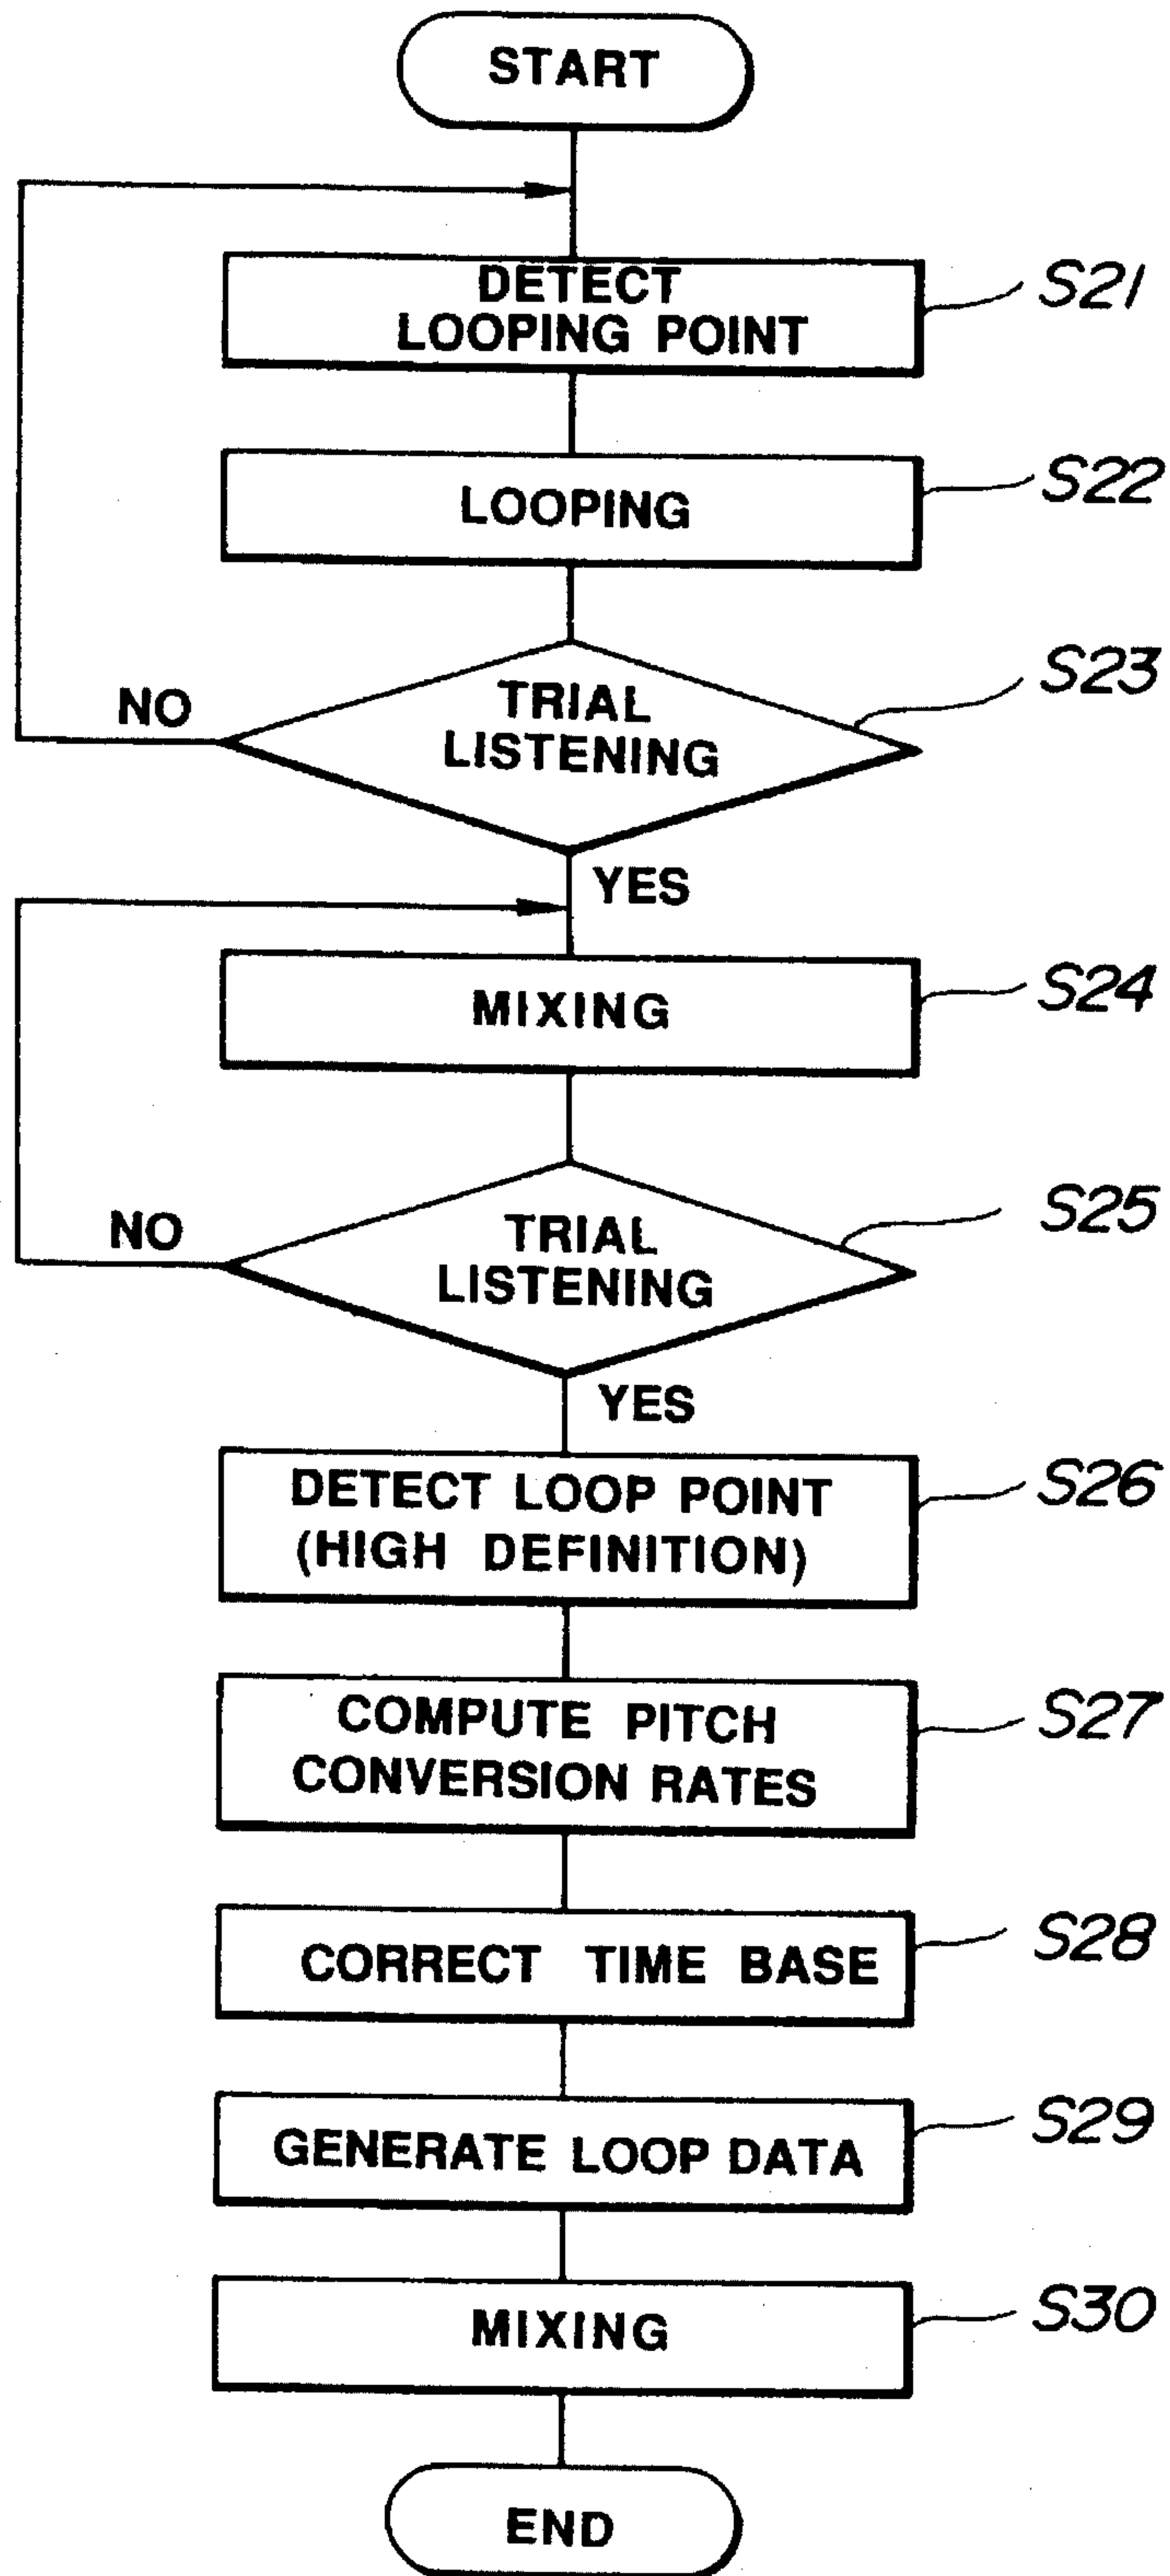 START
DETECT
LOOPING POINT
S21
LOOPING
S22
TRIAL
LISTENING
S23
NO
YES
MIXING
S24
TRIAL
LISTENING
S25
NO
YES
DETECT LOOP POINT
(HIGH DEFINITION)
S26
COMPUTE PITCH
CONVERSION RATES
S27
CORRECT TIME BASE
S28
GENERATE LOOP DATA
S29
MIXING
S30
END